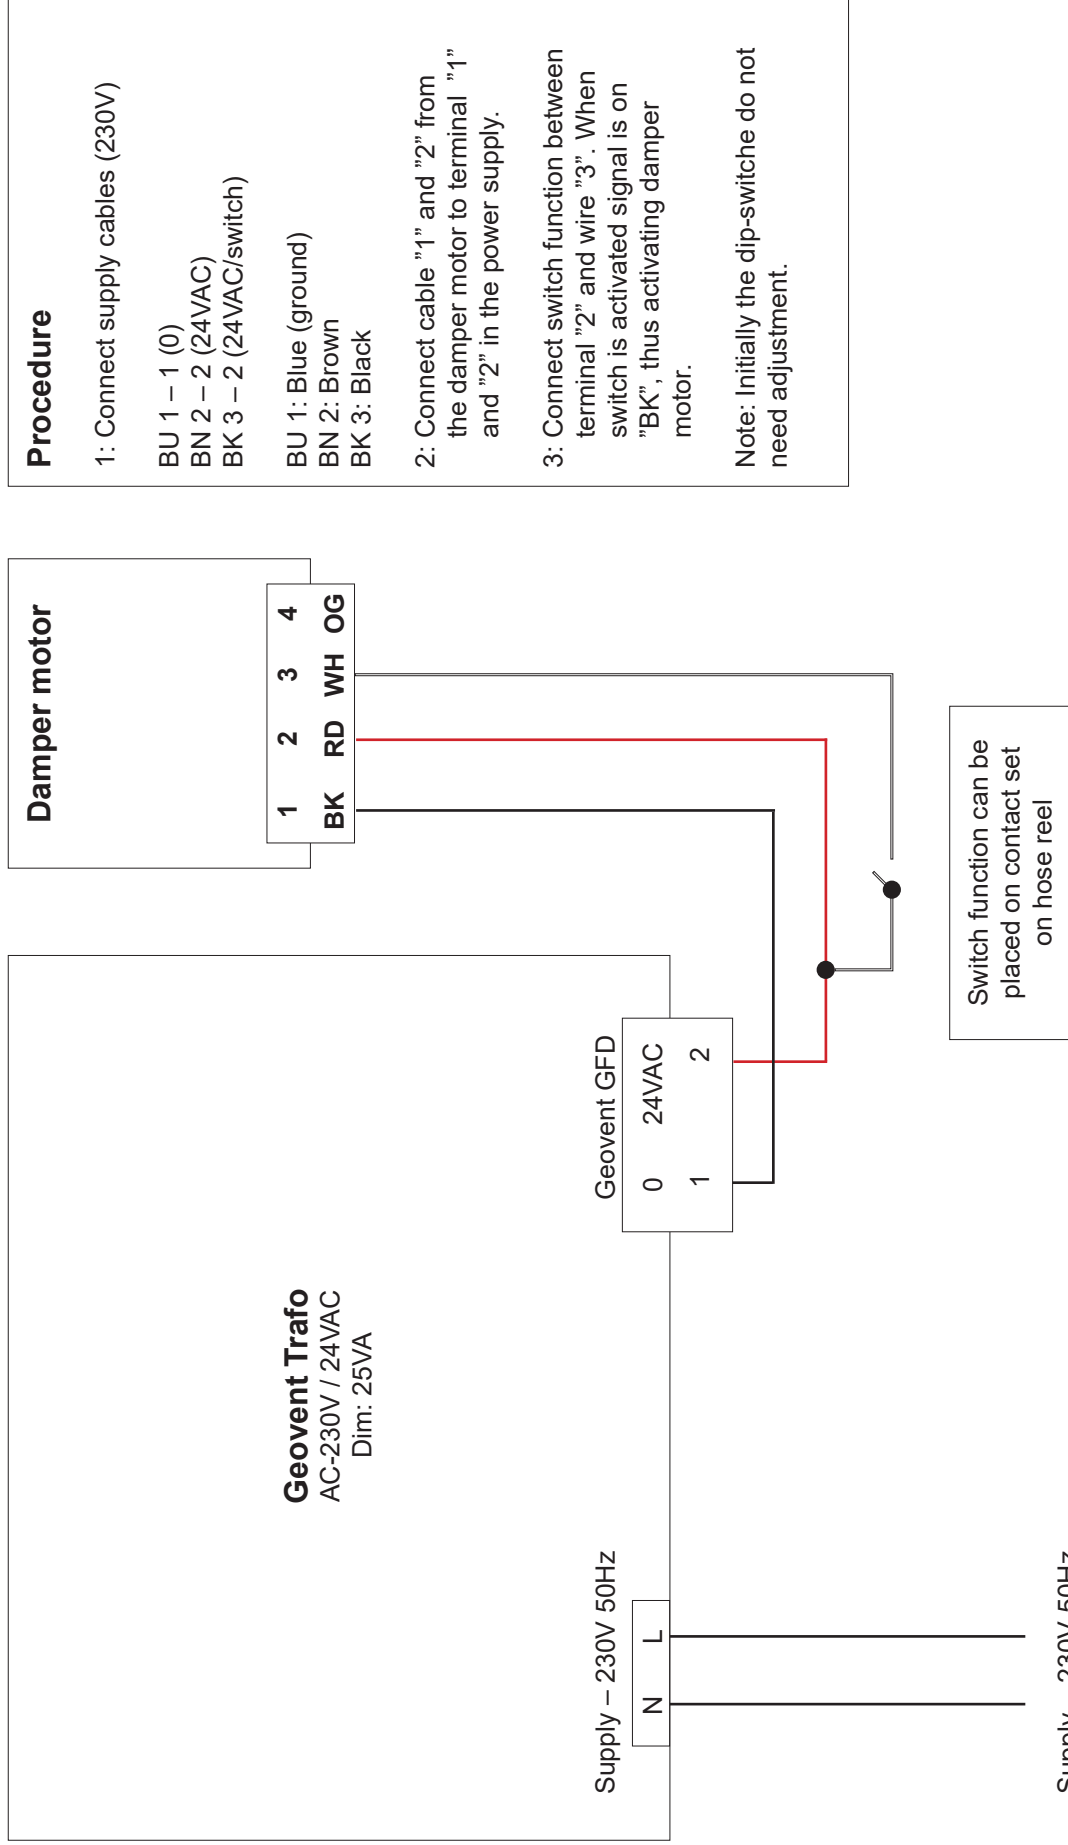 Geovent Trafo
AC-230V / 24VAC
Dim: 25VA
Supply – 230V 50Hz
N L
Geovent GFD
0 24VAC
1 2
Damper motor
1 2 3 4
BK RD WH OG
Switch function can be
placed on contact set
on hose reel
Procedure
1: Connect supply cables (230V)
BU 1 – 1 (0)
BN 2 – 2 (24VAC)
BK 3 – 2 (24VAC/switch)
BU 1: Blue (ground)
BN 2: Brown
BK 3: Black
2: Connect cable ”1” and ”2” from
the damper motor to terminal ”1”
and ”2” in the power supply.
3: Connect switch function between
terminal ”2” and wire ”3”. When
switch is activated signal is on
”BK”, thus activating damper
motor.
Note: Initially the dip-switche do not
need adjustment.
Supply – 230V 50Hz